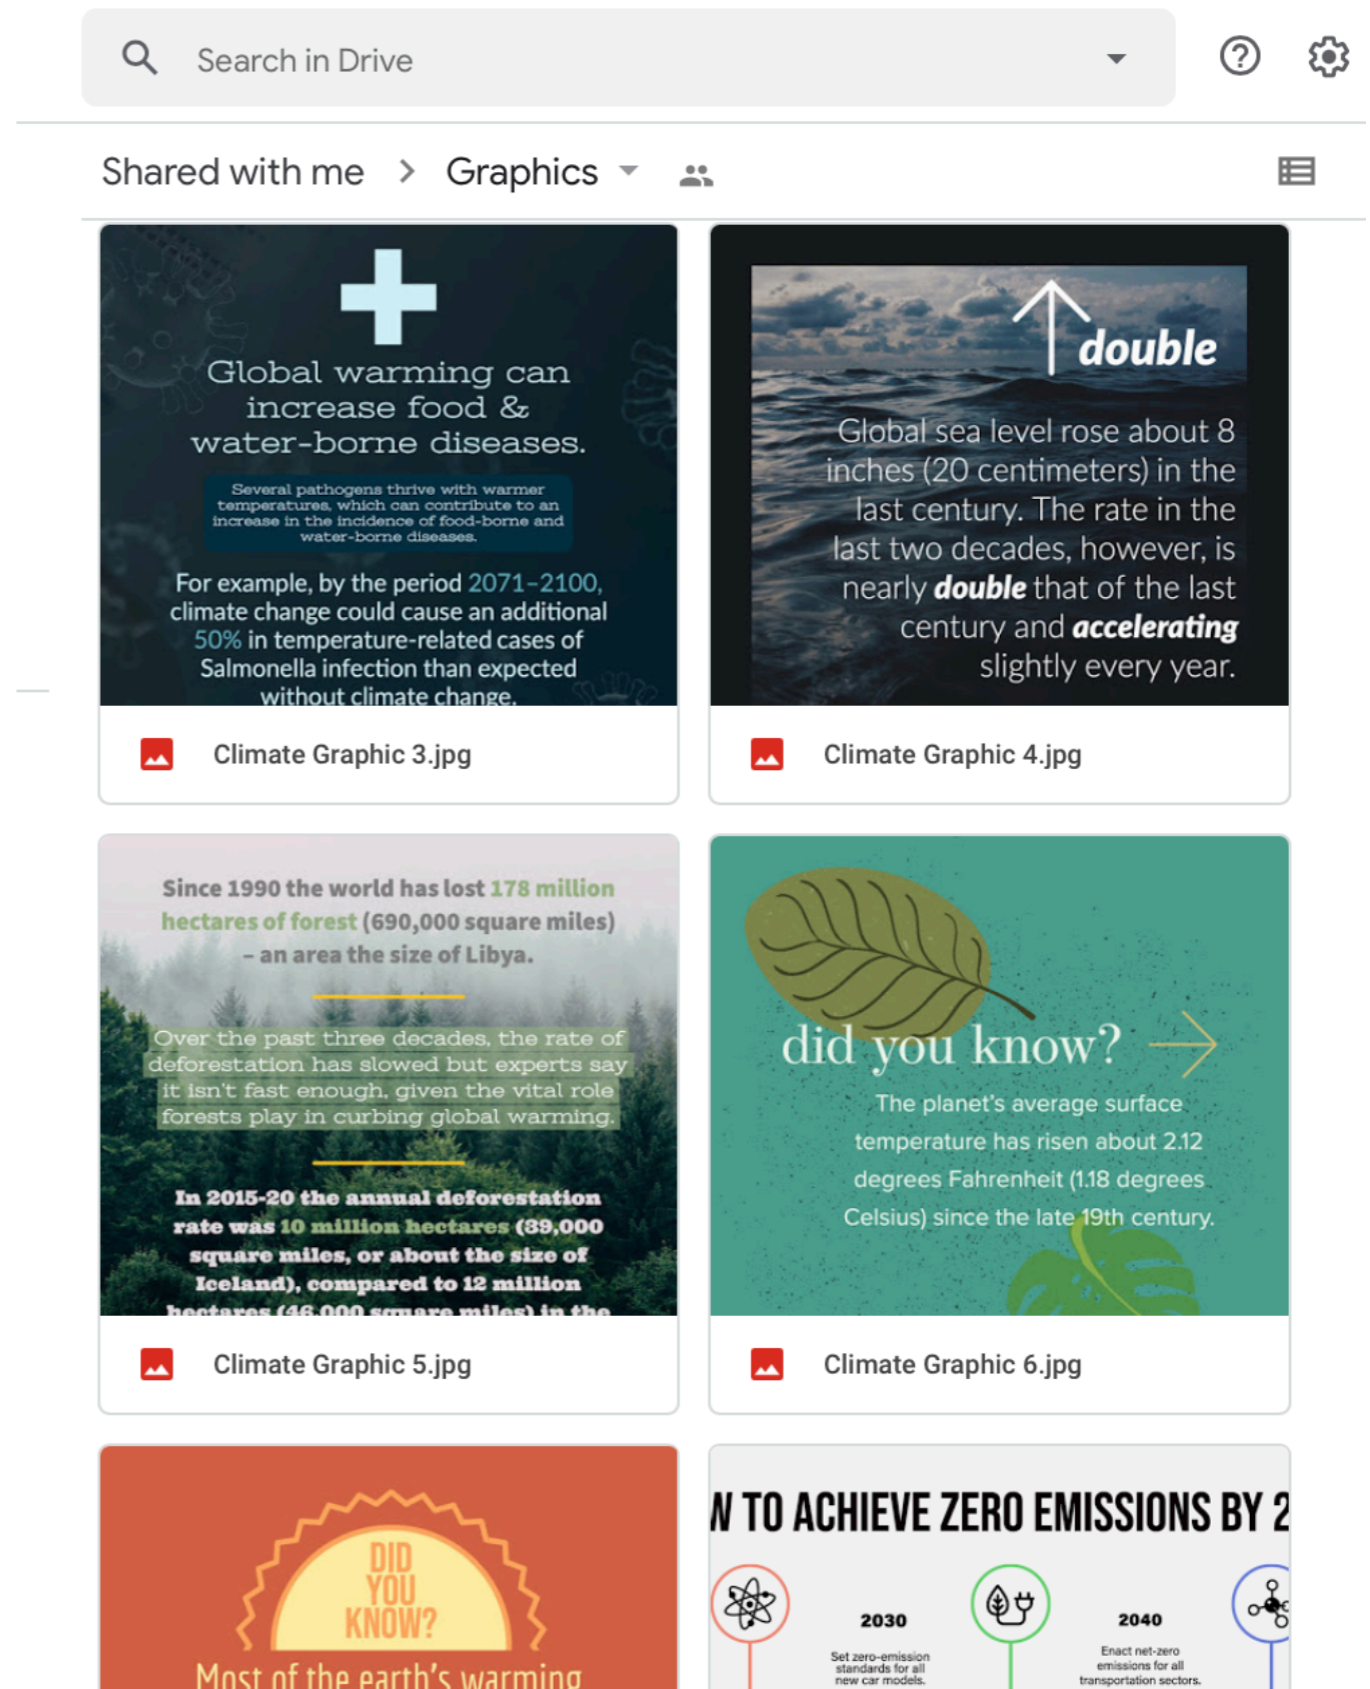 Search in Drive
Shared with me > Graphics
Global warming can
increase food &
water-borne diseases.
Several pathogens thrive with warmer
temperatures, which can contribute to an
increase in the incidence of food-borne and
water-borne diseases.
For example, by the period 2071–2100,
climate change could cause an additional
50% in temperature-related cases of
Salmonella infection than expected
without climate change.
Climate Graphic 3.jpg
double
Global sea level rose about 8
inches (20 centimeters) in the
last century. The rate in the
last two decades, however, is
nearly double that of the last
century and accelerating
slightly every year.
Climate Graphic 4.jpg
Since 1990 the world has lost 178 million
hectares of forest (690,000 square miles)
– an area the size of Libya.
Over the past three decades, the rate of
deforestation has slowed but experts say
it isn't fast enough, given the vital role
forests play in curbing global warming.
In 2015-20 the annual deforestation
rate was 10 million hectares (39,000
square miles, or about the size of
Iceland), compared to 12 million
hectares (46,000 square miles) in the
Climate Graphic 5.jpg
did you know?
The planet's average surface
temperature has risen about 2.12
degrees Fahrenheit (1.18 degrees
Celsius) since the late 19th century.
Climate Graphic 6.jpg
DID
YOU
KNOW?
Most of the earth's warming
W TO ACHIEVE ZERO EMISSIONS BY 2
2030
Set zero-emission
standards for all
new car models.
2040
Enact net-zero
emissions for all
transportation sectors.